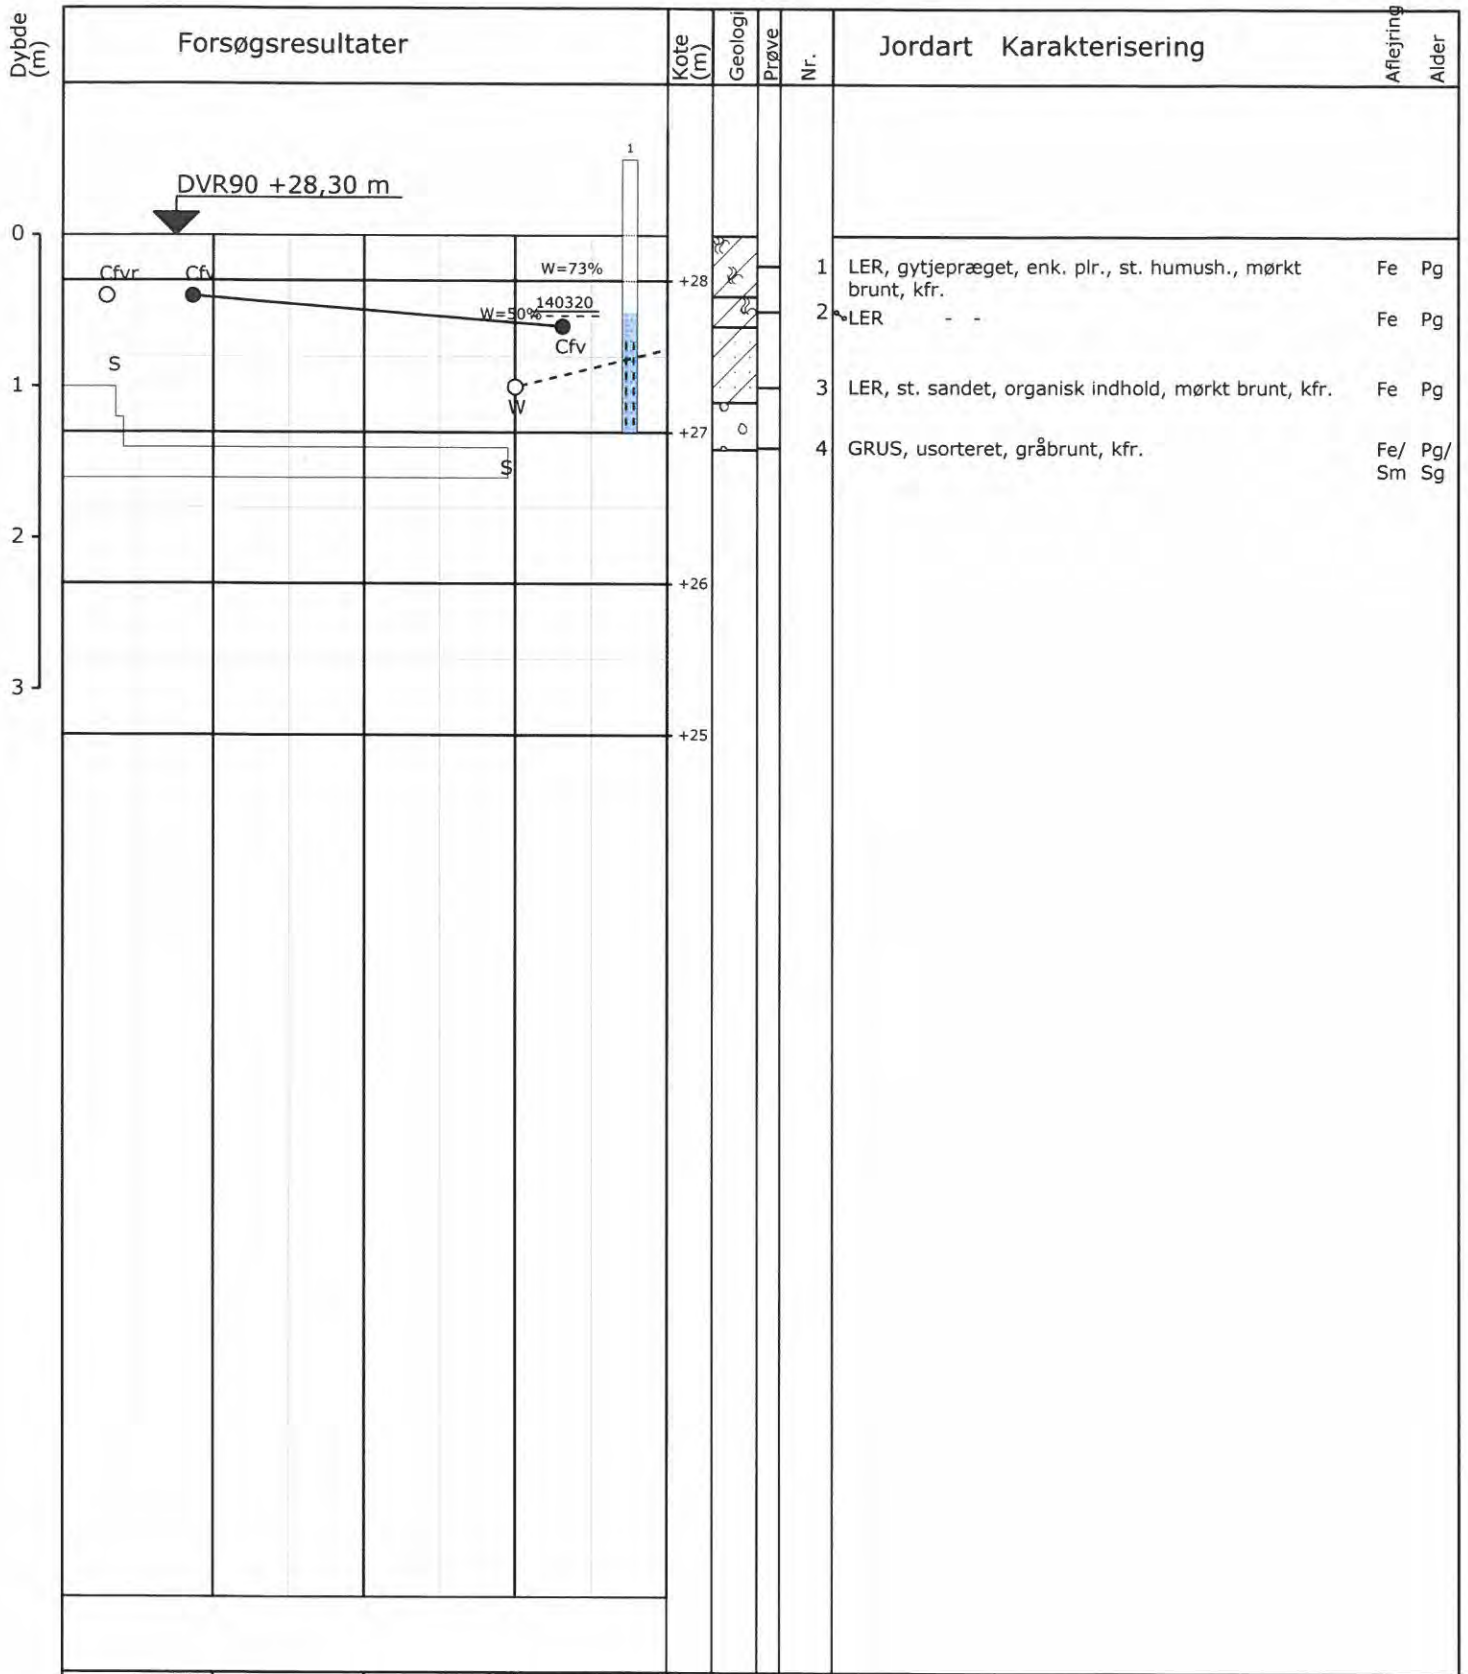 Dybde (m)
Forsøgsresultater
Kote (m)
Geologi
Prøve
Nr.
Jordart Karakterisering
Aflejring
Alder
1
DVR90 +28,30 m
0
Cfvr
Cfv
W=73%
+28
1 LER, gytjepræget, enk. plr., st. humush., mørkt Fe Pg
brunt, kfr.
140320
W=50%
2 LER - - Fe Pg
Cfv
S
1
W
3 LER, st. sandet, organisk indhold, mørkt brunt, kfr. Fe Pg
+27
4 GRUS, usorteret, gråbrunt, kfr. Fe/ Pg/
Sm Sg
S
2
+26
3
+25